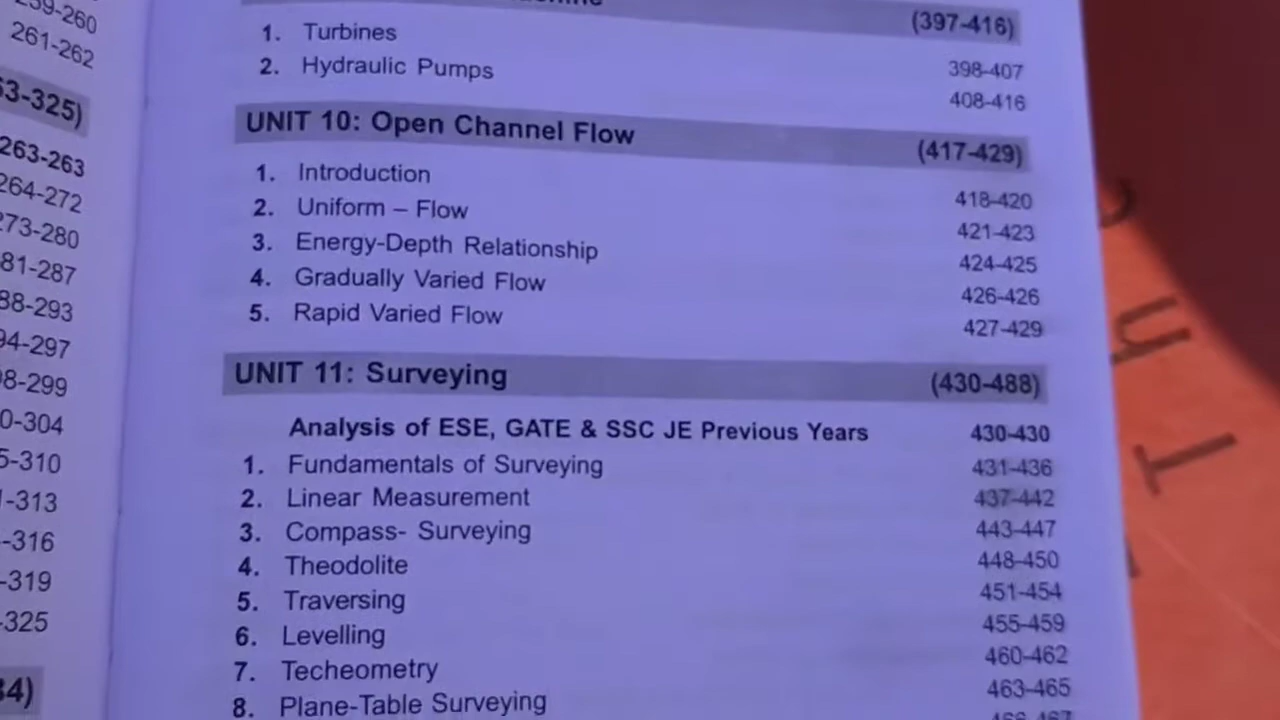 261-262
263-263
264-272
273-280
(397-416)
1. Turbines 398-407
2. Hydraulic Pumps 408-416
UNIT 10: Open Channel Flow (417-429)
1. Introduction 418-420
2. Uniform – Flow 421-423
3. Energy-Depth Relationship 424-425
4. Gradually Varied Flow 426-426
5. Rapid Varied Flow 427-429
UNIT 11: Surveying (430-488)
Analysis of ESE, GATE & SSC JE Previous Years 430-430
1. Fundamentals of Surveying 431-436
2. Linear Measurement 437-442
3. Compass- Surveying 443-447
4. Theodolite 448-450
5. Traversing 451-454
6. Levelling 455-459
7. Techeometry 460-462
8. Plane-Table Surveying 463-465